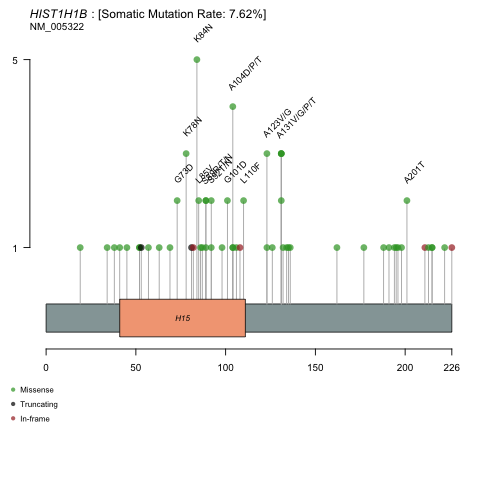 HIST1H1B : [Somatic Mutation Rate: 7.62%]
NM_005322
K84N
5
A104D/P/T
K78N
A123V/G
A131V/G/P/T
G73D
L85V
G101D
L110F
A201T
1
H15
0 50 100 150 200 226
Missense
Truncating
In-frame